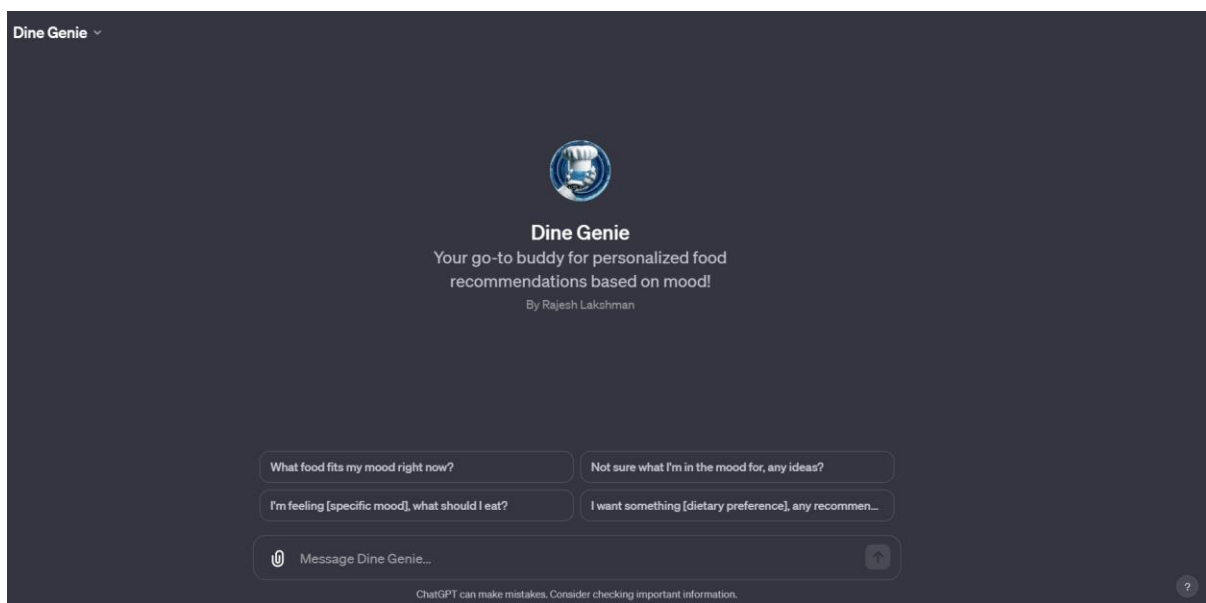 Dine Genie
Dine Genie
Your go-to buddy for personalized food
recommendations based on mood!
By Rajesh Lakshman
What food fits my mood right now?
Not sure what I'm in the mood for, any ideas?
I'm feeling [specific mood], what should I eat?
I want something [dietary preference], any recommen...
Message Dine Genie...
ChatGPT can make mistakes. Consider checking important information.
?